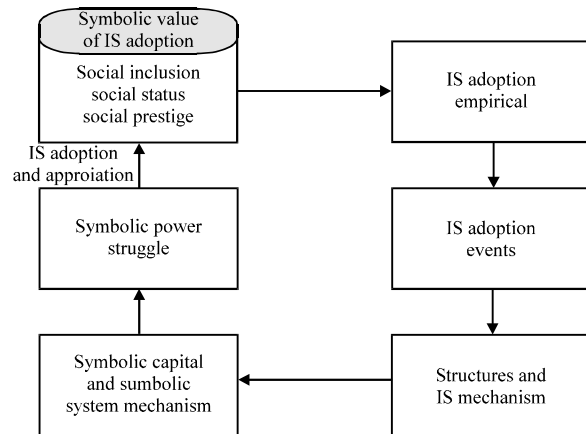 Symbolic value
of IS adoption
Social inclusion
social status
social prestige
IS adoption
empirical
IS adoption
and approiation
Symbolic power
struggle
IS adoption
events
Symbolic capital
and sumbolic
system mechanism
Structures and
IS mechanism